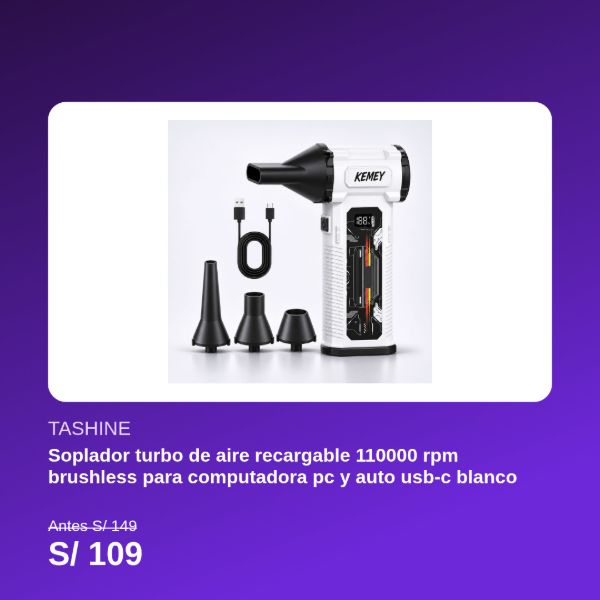 KEMEY
TASHINE
Soplador turbo de aire recargable 110000 rpm
brushless para computadora pc y auto usb-c blanco
Antes S/ 149
S/ 109